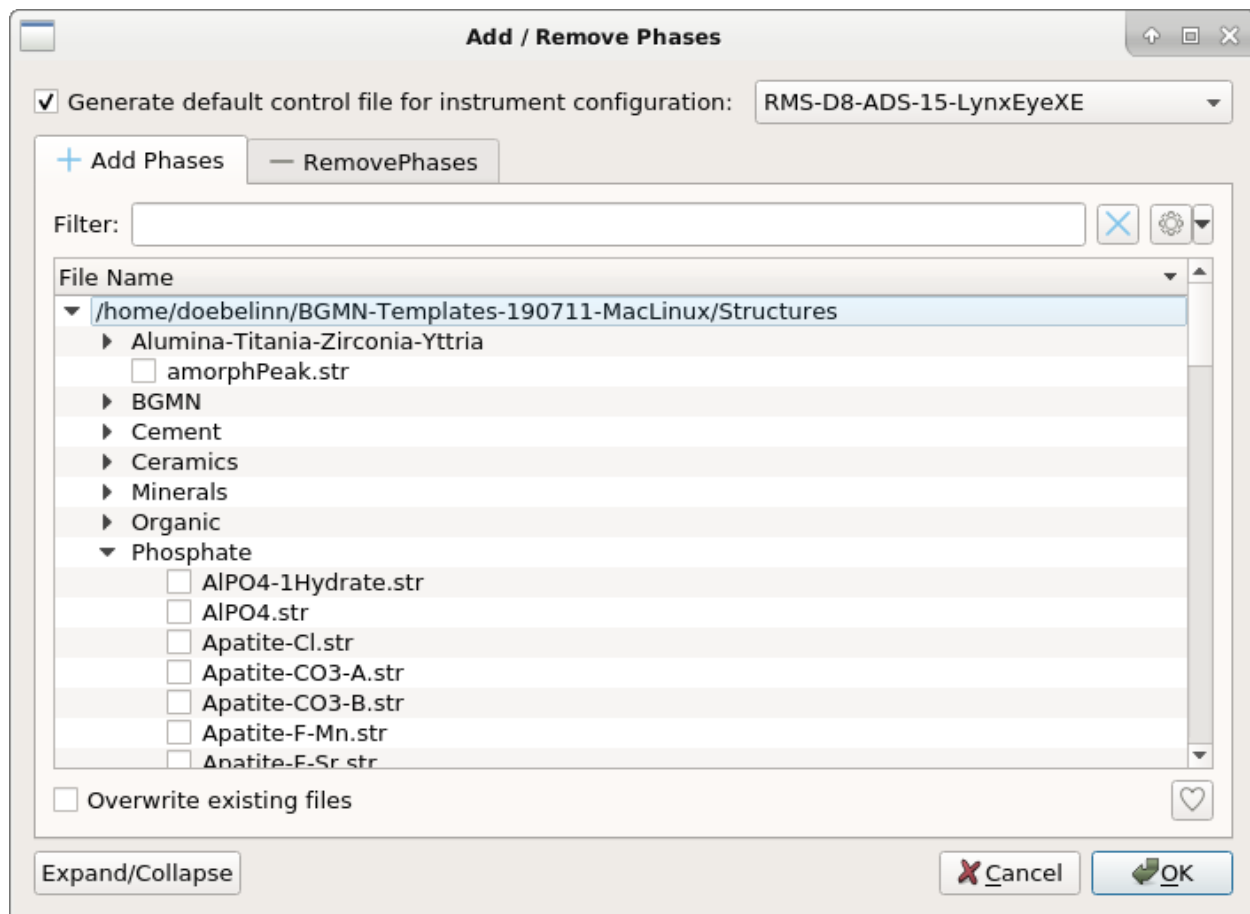 Add / Remove Phases
Generate default control file for instrument configuration: RMS-D8-ADS-15-LynxEyeXE
Add Phases RemovePhases
Filter:
File Name
/home/doebelinn/BGMN-Templates-190711-MacLinux/Structures
Alumina-Titania-Zirconia-Yttria
amorphPeak.str
BGMN
Cement
Ceramics
Minerals
Organic
Phosphate
AlPO4-1Hydrate.str
AlPO4.str
Apatite-Cl.str
Apatite-CO3-A.str
Apatite-CO3-B.str
Apatite-F-Mn.str
Apatite-F-Sr.str
Overwrite existing files
Expand/Collapse Cancel OK